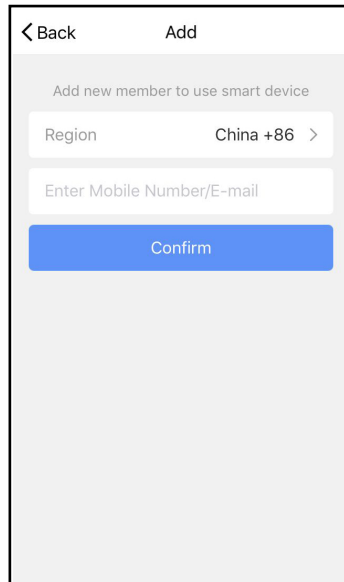 Back Add
Add new member to use smart device
Region China +86
Enter Mobile Number/E-mail
Confirm